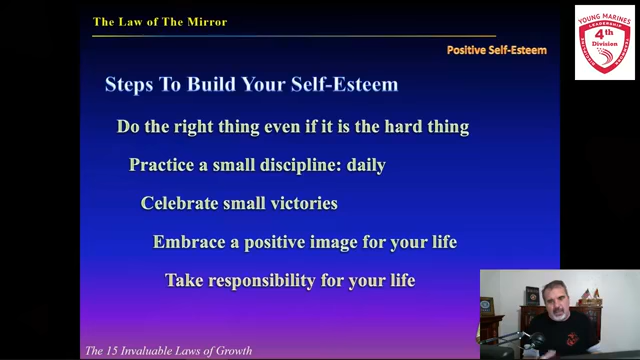 The Law of The Mirror
YOUNG MARINES
LEADERSHIP
4th
Division
Positive Self-Esteem
Steps To Build Your Self-Esteem
Do the right thing even if it is the hard thing
Practice a small discipline: daily
Celebrate small victories
Embrace a positive image for your life
Take responsibility for your life
The 15 Invaluable Laws of Growth